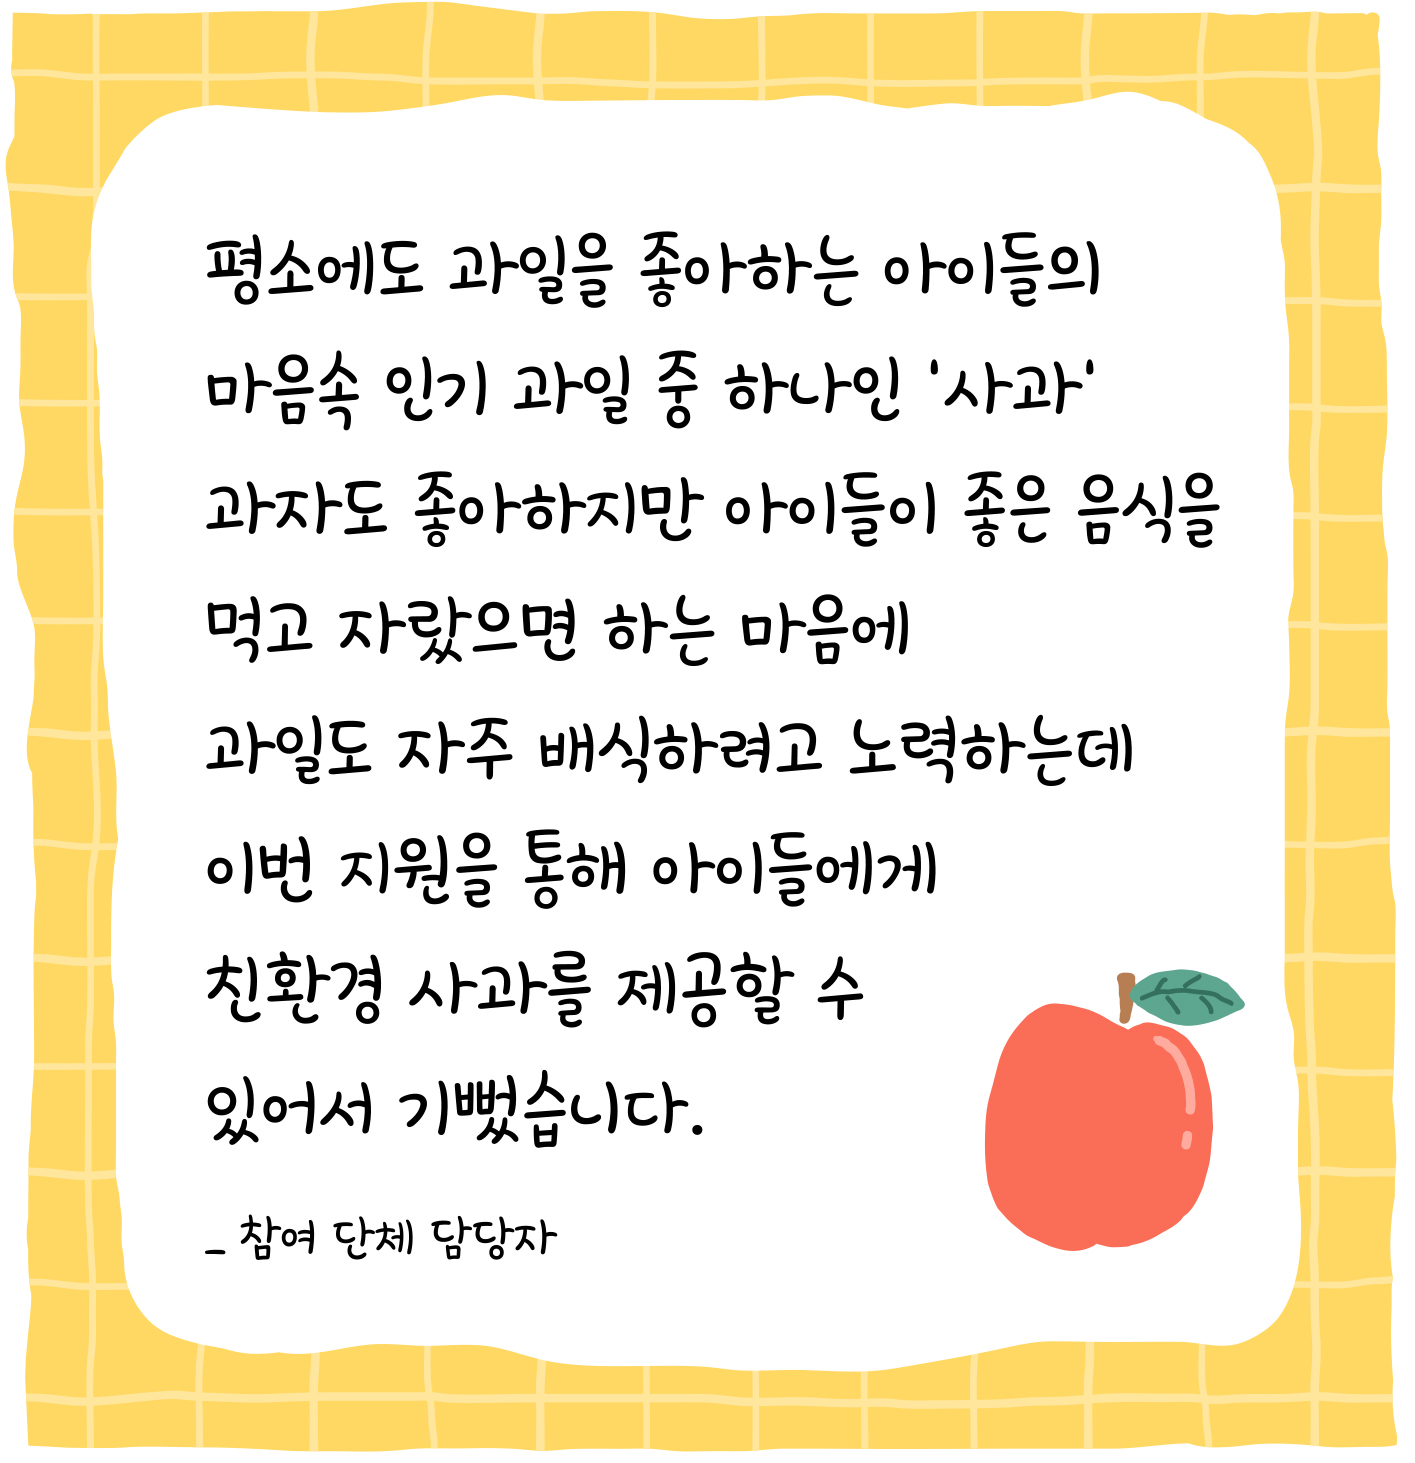 평소에도 과일을 좋아하는 아이들의
마음속 인기 과일 중 하나인 '사과'
과자도 좋아하지만 아이들이 좋은 음식을
먹고 자랐으면 하는 마음에
과일도 자주 배식하려고 노력하는데
이번 지원을 통해 아이들에게
친환경 사과를 제공할 수
있어서 기뻤습니다.
_ 참여 단체 담당자